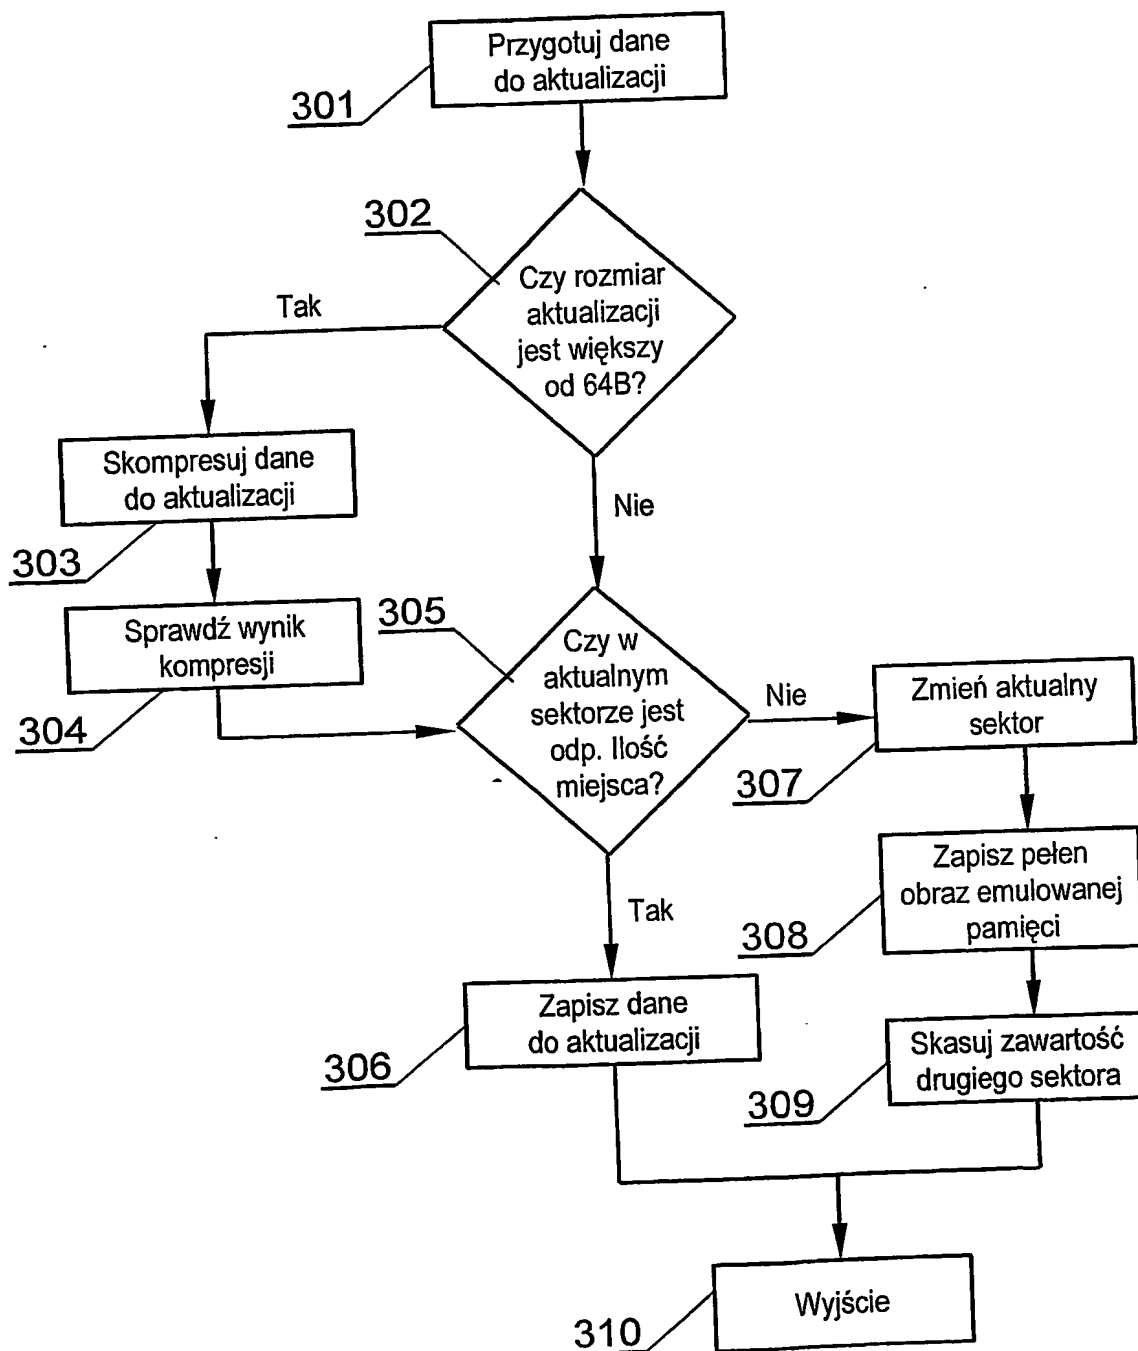 Przygotuj dane
do aktualizacji
301
302
Czy rozmiar
aktualizacji
jest większy
od 64B?
Tak
Nie
Skompresuj dane
do aktualizacji
303
Sprawdź wynik
kompresji
304
305
Czy w
aktualnym
sektorze jest
odp. Ilość
miejsca?
Nie
Zmień aktualny
sektor
307
Zapisz pełen
obraz emulowanej
pamięci
308
Tak
Zapisz dane
do aktualizacji
306
Skasuj zawartość
drugiego sektora
309
Wyjście
310